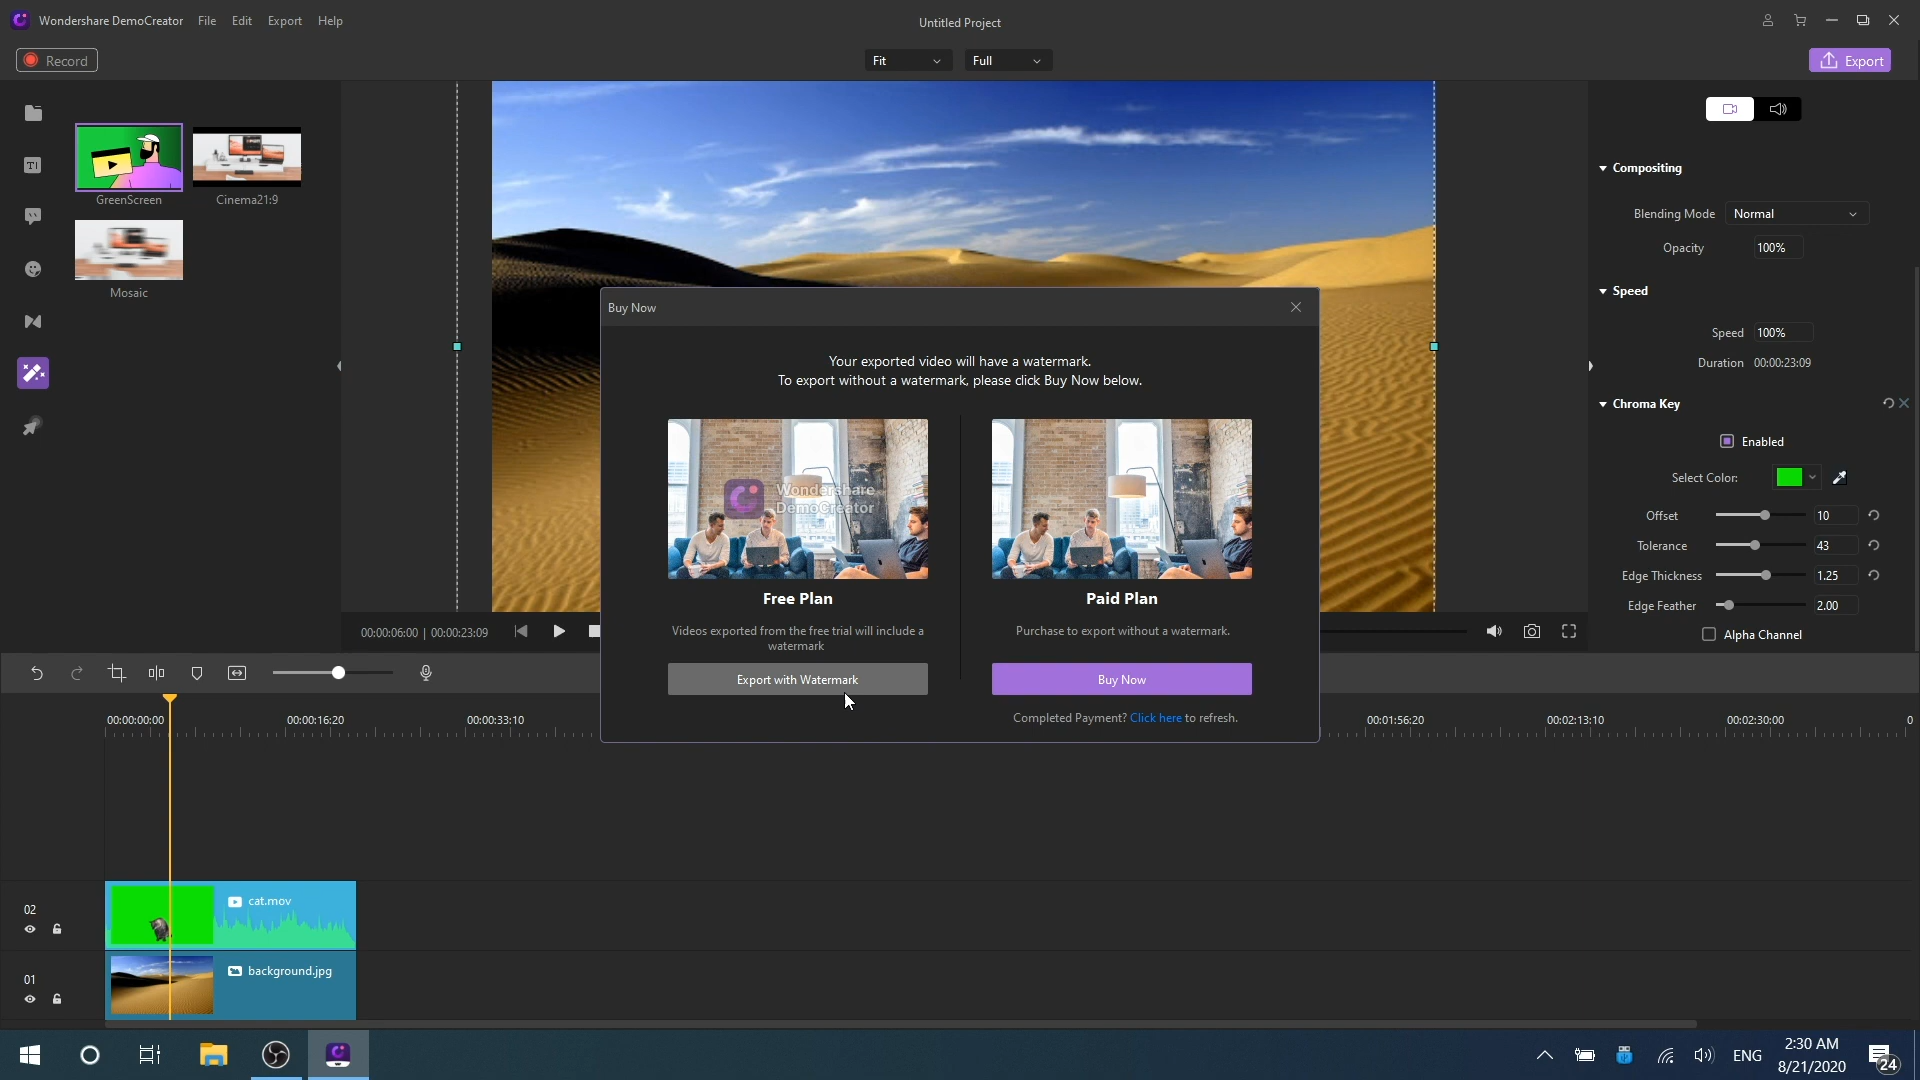 Wondershare DemoCreator File Edit Export Help
Untitled Project
Record
Fit
Full
Export
GreenScreen
Cinema21:9
Mosaic
Compositing
Blending Mode Normal
Opacity 100%
Speed
Speed 100%
Duration 00:00:23:09
Chroma Key
Enabled
Select Color:
Offset 10
Tolerance 43
Edge Thickness 1.25
Edge Feather 2.00
Alpha Channel
Buy Now
Your exported video will have a watermark.
To export without a watermark, please click Buy Now below.
Wondershare
DemoCreator
Free Plan
Videos exported from the free trial will include a
watermark
Export with Watermark
Paid Plan
Purchase to export without a watermark.
Buy Now
Completed Payment? Click here to refresh.
00:00:06:00 | 00:00:23:09
00:00:00:00
00:00:16:20
00:00:33:10
00:01:56:20
00:02:13:10
00:02:30:00
0
02
cat.mov
01
background.jpg
ENG
2:30 AM
8/21/2020
24